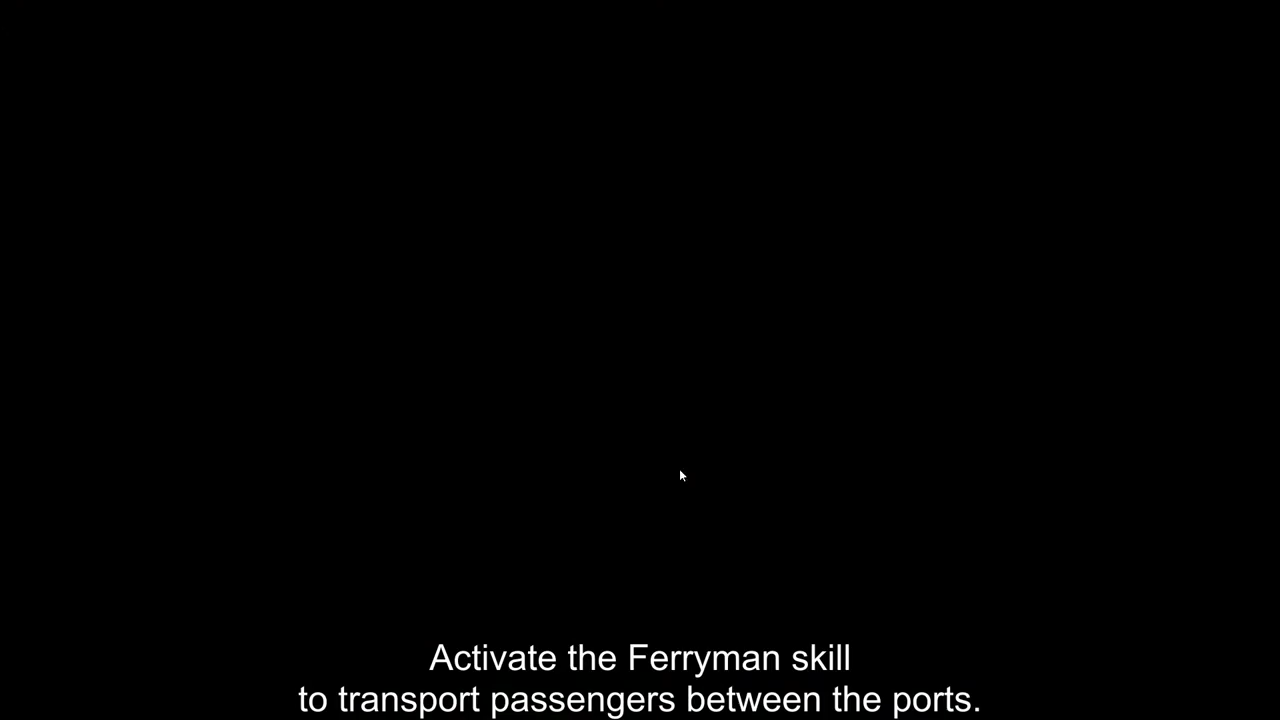 Activate the Ferryman skill
to transport passengers between the ports.